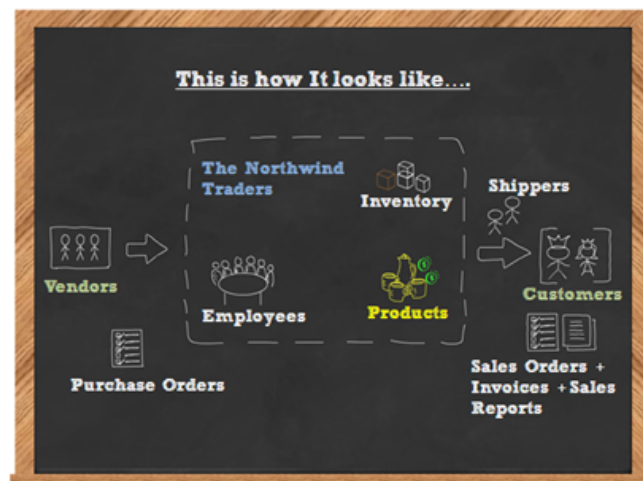 This is how It looks like....
The Northwind
Traders
Inventory
Shippers
Vendors
Employees
Products
Customers
Purchase Orders
Sales Orders +
Invoices + Sales
Reports